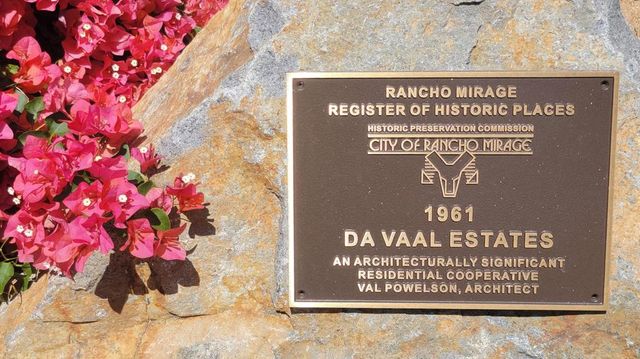 RANCHO MIRAGE
REGISTER OF HISTORIC PLACES
HISTORIC PRESERVATION COMMISSION
CITY OF RANCHO MIRAGE
1961
DA VAAL ESTATES
AN ARCHITECTURALLY SIGNIFICANT
RESIDENTIAL COOPERATIVE
VAL POWELSON, ARCHITECT